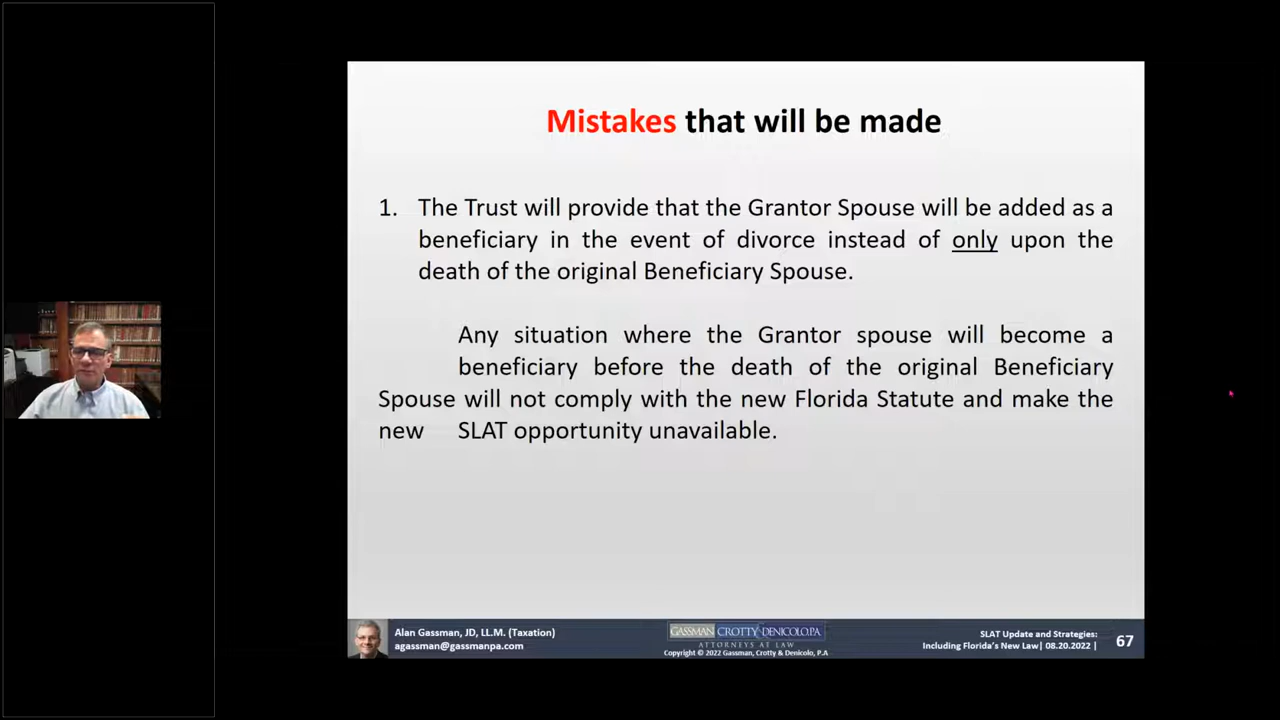 Mistakes that will be made
1. The Trust will provide that the Grantor Spouse will be added as a
beneficiary in the event of divorce instead of only upon the
death of the original Beneficiary Spouse.
Any situation where the Grantor spouse will become a
beneficiary before the death of the original Beneficiary
Spouse will not comply with the new Florida Statute and make the
new SLAT opportunity unavailable.
Alan Gassman, JD, LL.M. (Taxation)
agassman@gassmanpa.com
GASSMAN CROTTY DENICOLO, P.A.
ATTORNEYS AT LAW
Copyright © 2022 Gassman, Crotty & Denicolo, P.A
SLAT Update and Strategies:
Including Florida's New Law| 08.20.2022 |
67